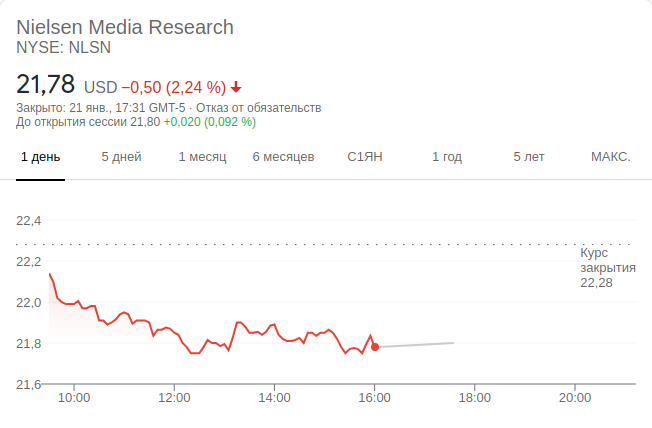 Nielsen Media Research
NYSE: NLSN
21,78 USD −0,50 (2,24 %)
Закрыто: 21 янв., 17:31 GMT-5 · Отказ от обязательств
До открытия сессии 21,80 +0,020 (0,092 %)
1 день 5 дней 1 месяц 6 месяцев С1ЯН 1 год 5 лет МАКС.
22,4
Курс
закрытия
22,28
22,2
22,0
21,8
21,6
10:00 12:00 14:00 16:00 18:00 20:00